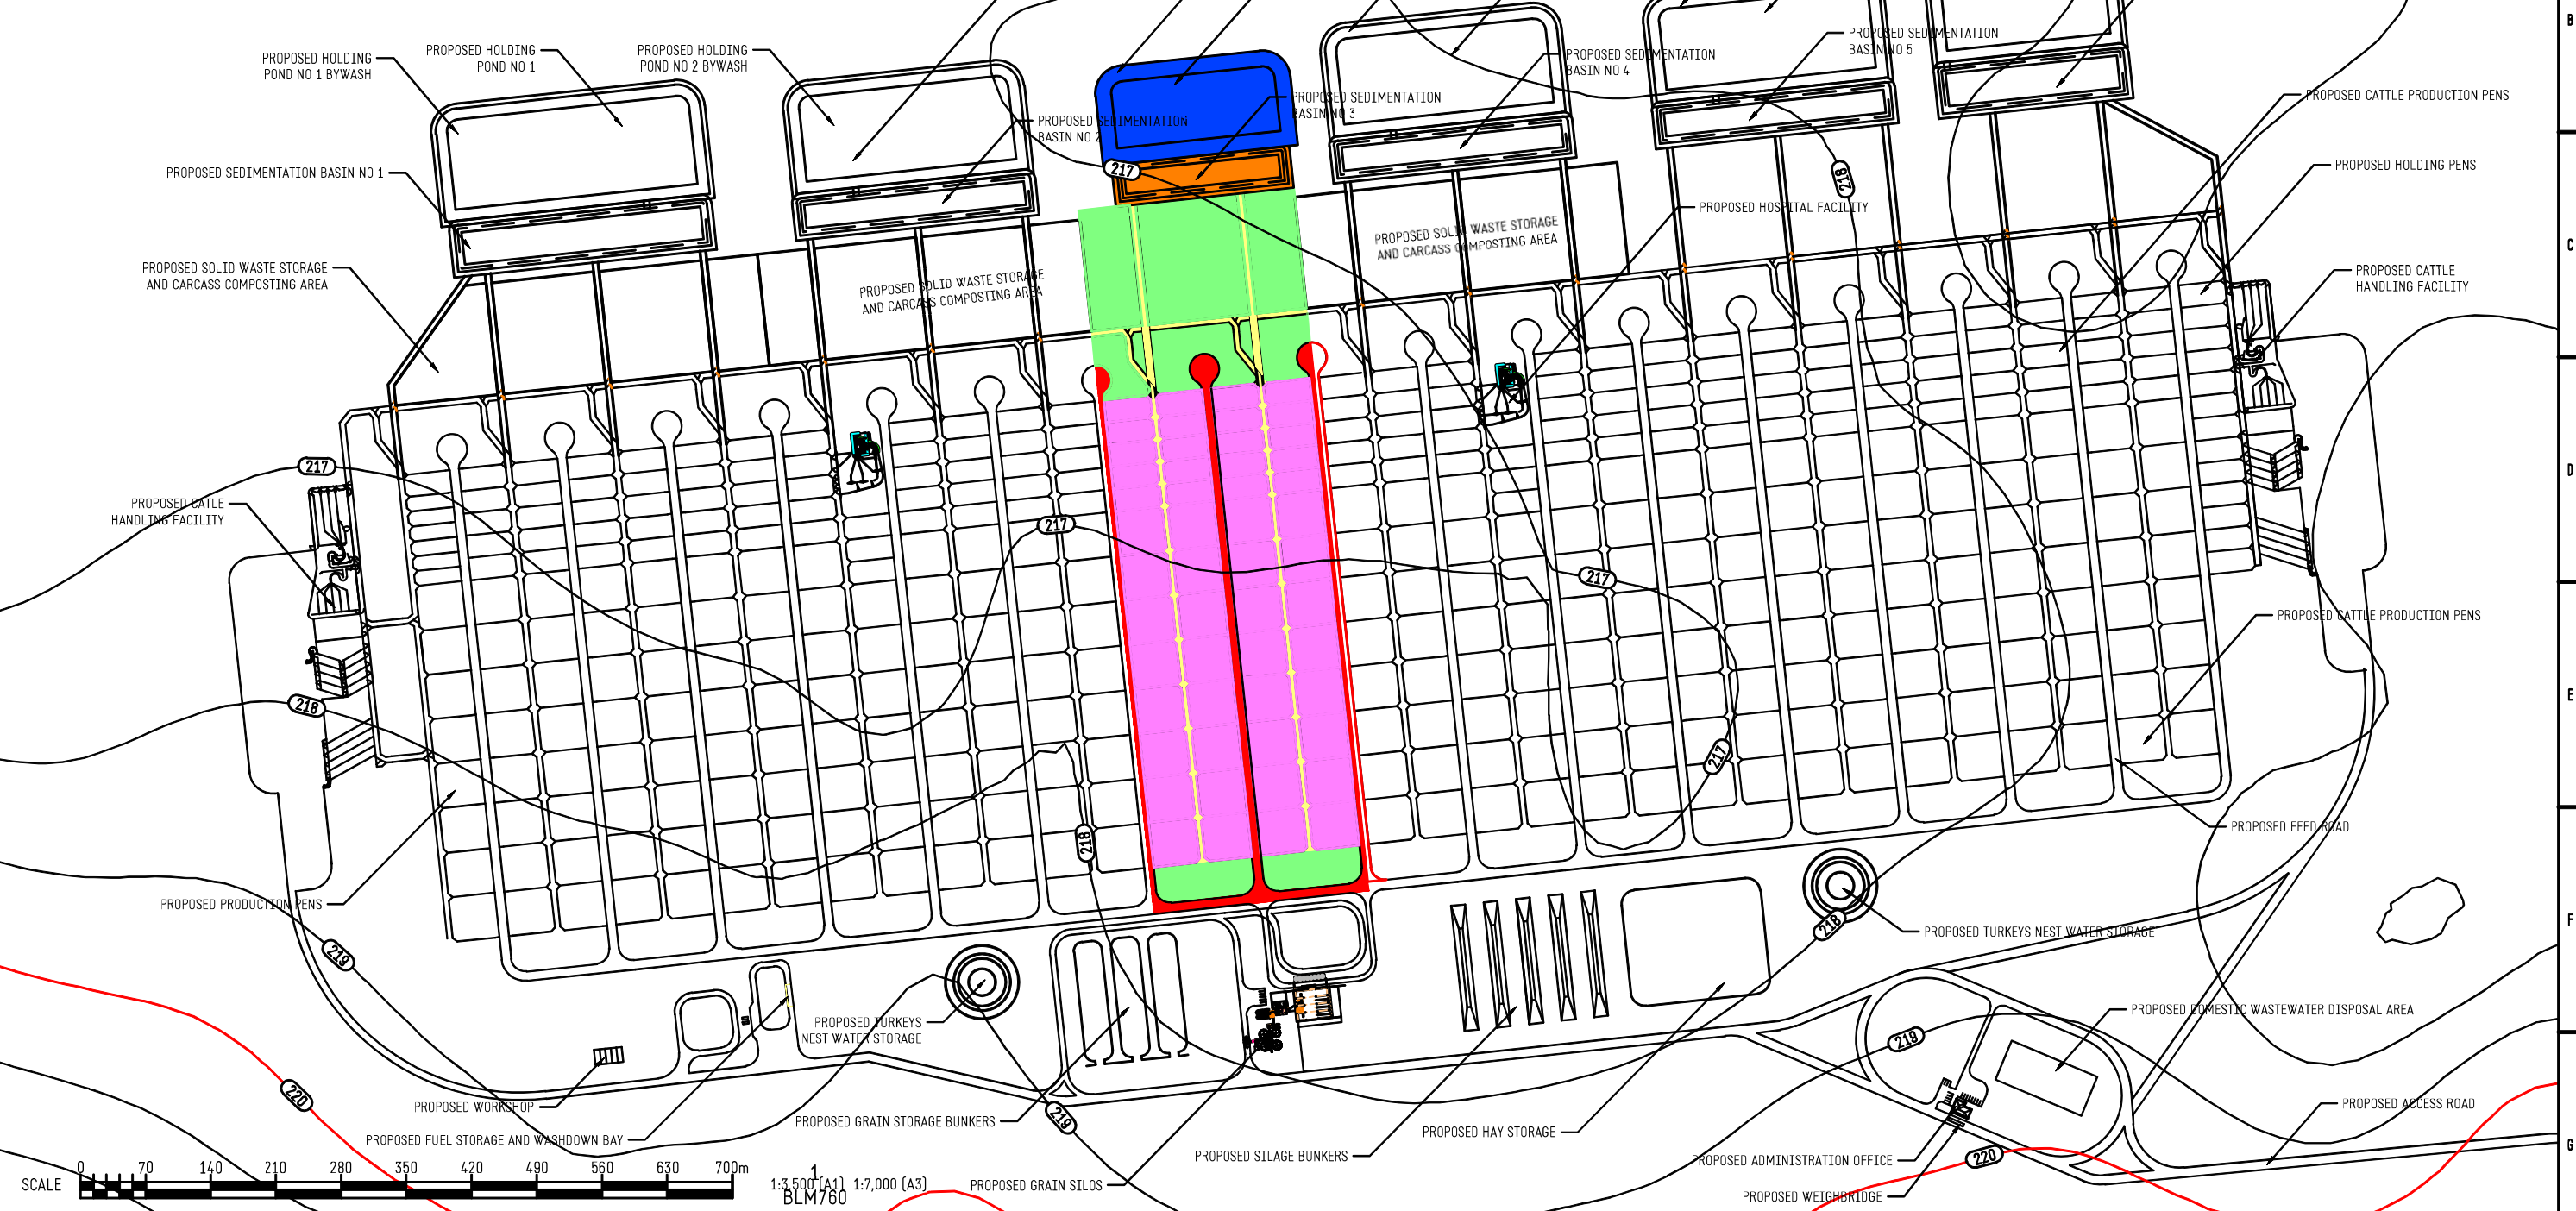 PROPOSED HOLDING
POND NO 1 BYWASH
PROPOSED HOLDING
POND NO 1
PROPOSED HOLDING
POND NO 2 BYWASH
PROPOSED SEDIMENTATION
BASIN NO 2
PROPOSED SEDIMENTATION
BASIN NO 3
PROPOSED SEDIMENTATION
BASIN NO 4
PROPOSED SEDIMENTATION
BASIN NO 5
PROPOSED CATTLE PRODUCTION PENS
PROPOSED HOLDING PENS
PROPOSED SEDIMENTATION BASIN NO 1
217
218
PROPOSED HOSPITAL FACILITY
PROPOSED SOLID WASTE STORAGE
AND CARCASS COMPOSTING AREA
PROPOSED SOLID WASTE STORAGE
AND CARCASS COMPOSTING AREA
PROPOSED SOLID WASTE STORAGE
AND CARCASS COMPOSTING AREA
PROPOSED CATTLE
HANDLING FACILITY
217
PROPOSED CATLE
HANDLING FACILITY
217
217
PROPOSED CATTLE PRODUCTION PENS
218
217
218
PROPOSED FEED ROAD
PROPOSED PRODUCTION PENS
219
218
PROPOSED TURKEYS NEST WATER STORAGE
PROPOSED TURKEYS
NEST WATER STORAGE
PROPOSED DOMESTIC WASTEWATER DISPOSAL AREA
219
220
PROPOSED WORKSHOP
219
PROPOSED GRAIN STORAGE BUNKERS
PROPOSED FUEL STORAGE AND WASHDOWN BAY
PROPOSED HAY STORAGE
PROPOSED ACCESS ROAD
PROPOSED SILAGE BUNKERS
PROPOSED ADMINISTRATION OFFICE
220
PROPOSED GRAIN SILOS
PROPOSED WEIGHBRIDGE
SCALE
0 70 140 210 280 350 420 490 560 630 700m
1
1:3,500 (A1) 1:7,000 (A3)
BLM760
B
C
D
E
F
G